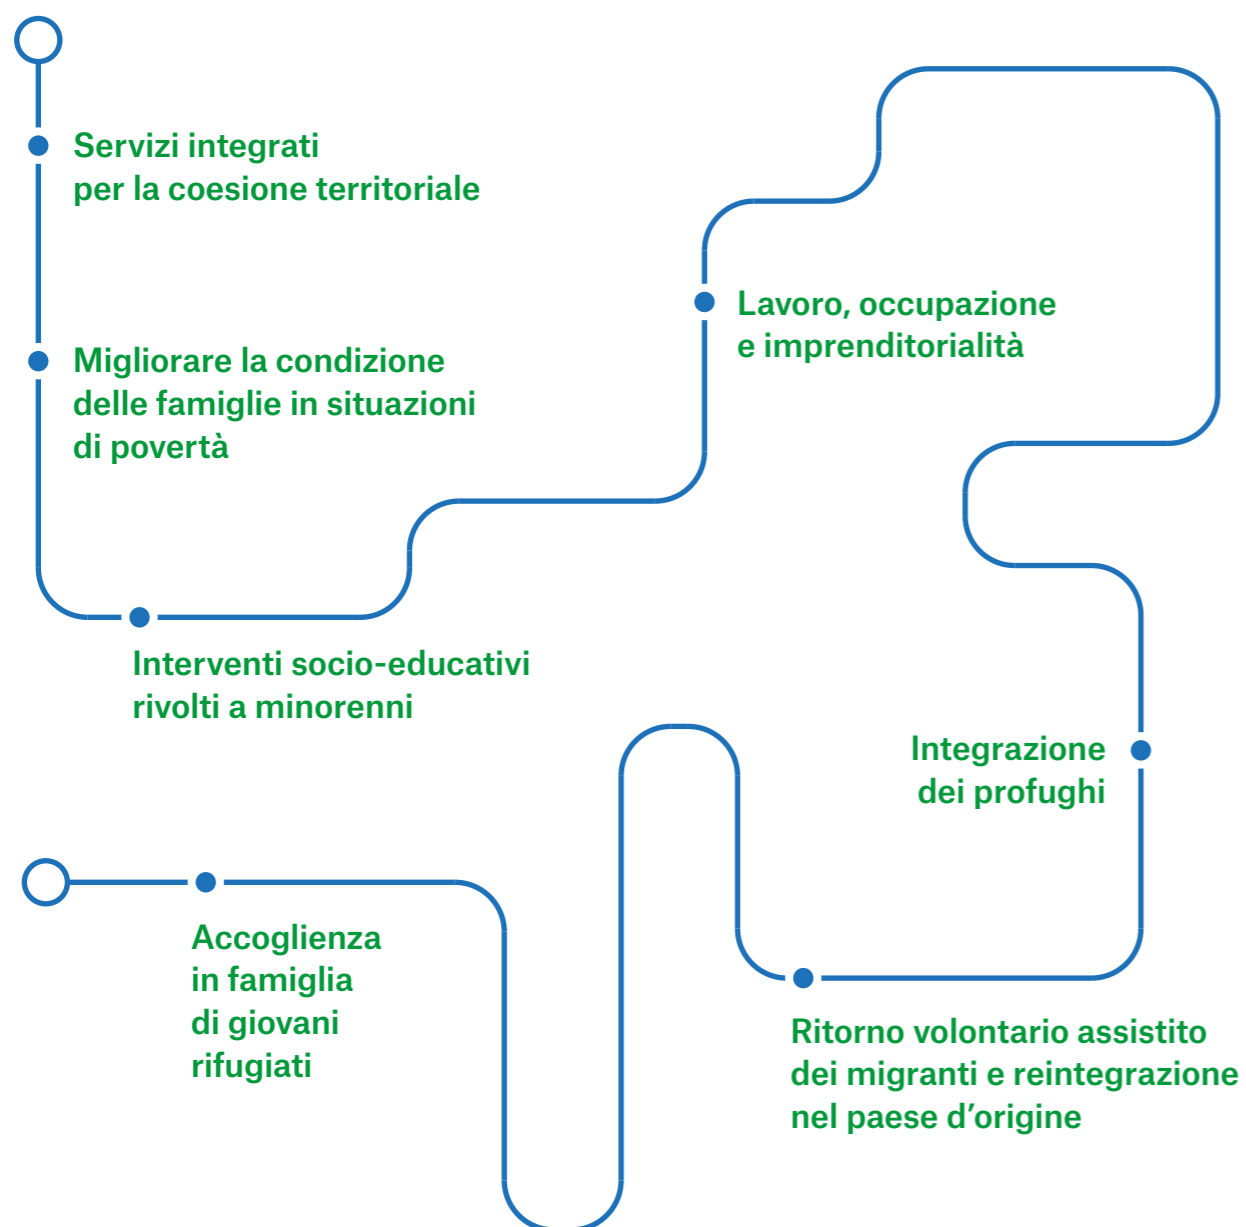 Servizi integrati
per la coesione territoriale
Migliorare la condizione
delle famiglie in situazioni
di povertà
Interventi socio-educativi
rivolti a minorenni
Lavoro, occupazione
e imprenditorialità
Integrazione
dei profughi
Ritorno volontario assistito
dei migranti e reintegrazione
nel paese d’origine
Accoglienza
in famiglia
di giovani
rifugiati